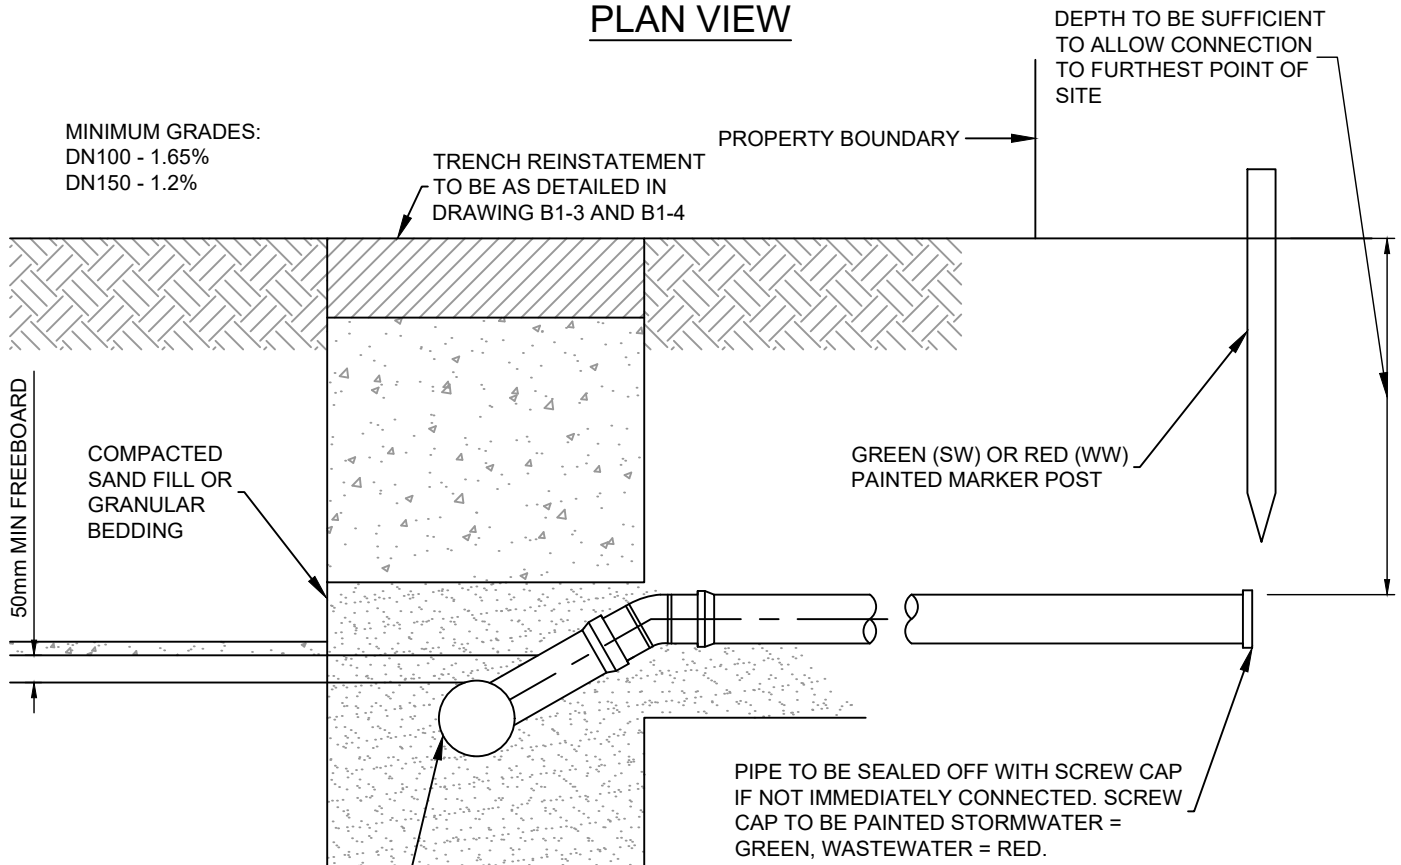 PLAN VIEW
DEPTH TO BE SUFFICIENT
TO ALLOW CONNECTION
TO FURTHEST POINT OF
SITE
MINIMUM GRADES:
DN100 - 1.65%
DN150 - 1.2%
TRENCH REINSTATEMENT
TO BE AS DETAILED IN
DRAWING B1-3 AND B1-4
PROPERTY BOUNDARY
50mm MIN FREEBOARD
COMPACTED
SAND FILL OR
GRANULAR
BEDDING
GREEN (SW) OR RED (WW)
PAINTED MARKER POST
PIPE TO BE SEALED OFF WITH SCREW CAP
IF NOT IMMEDIATELY CONNECTED. SCREW
CAP TO BE PAINTED STORMWATER =
GREEN, WASTEWATER = RED.